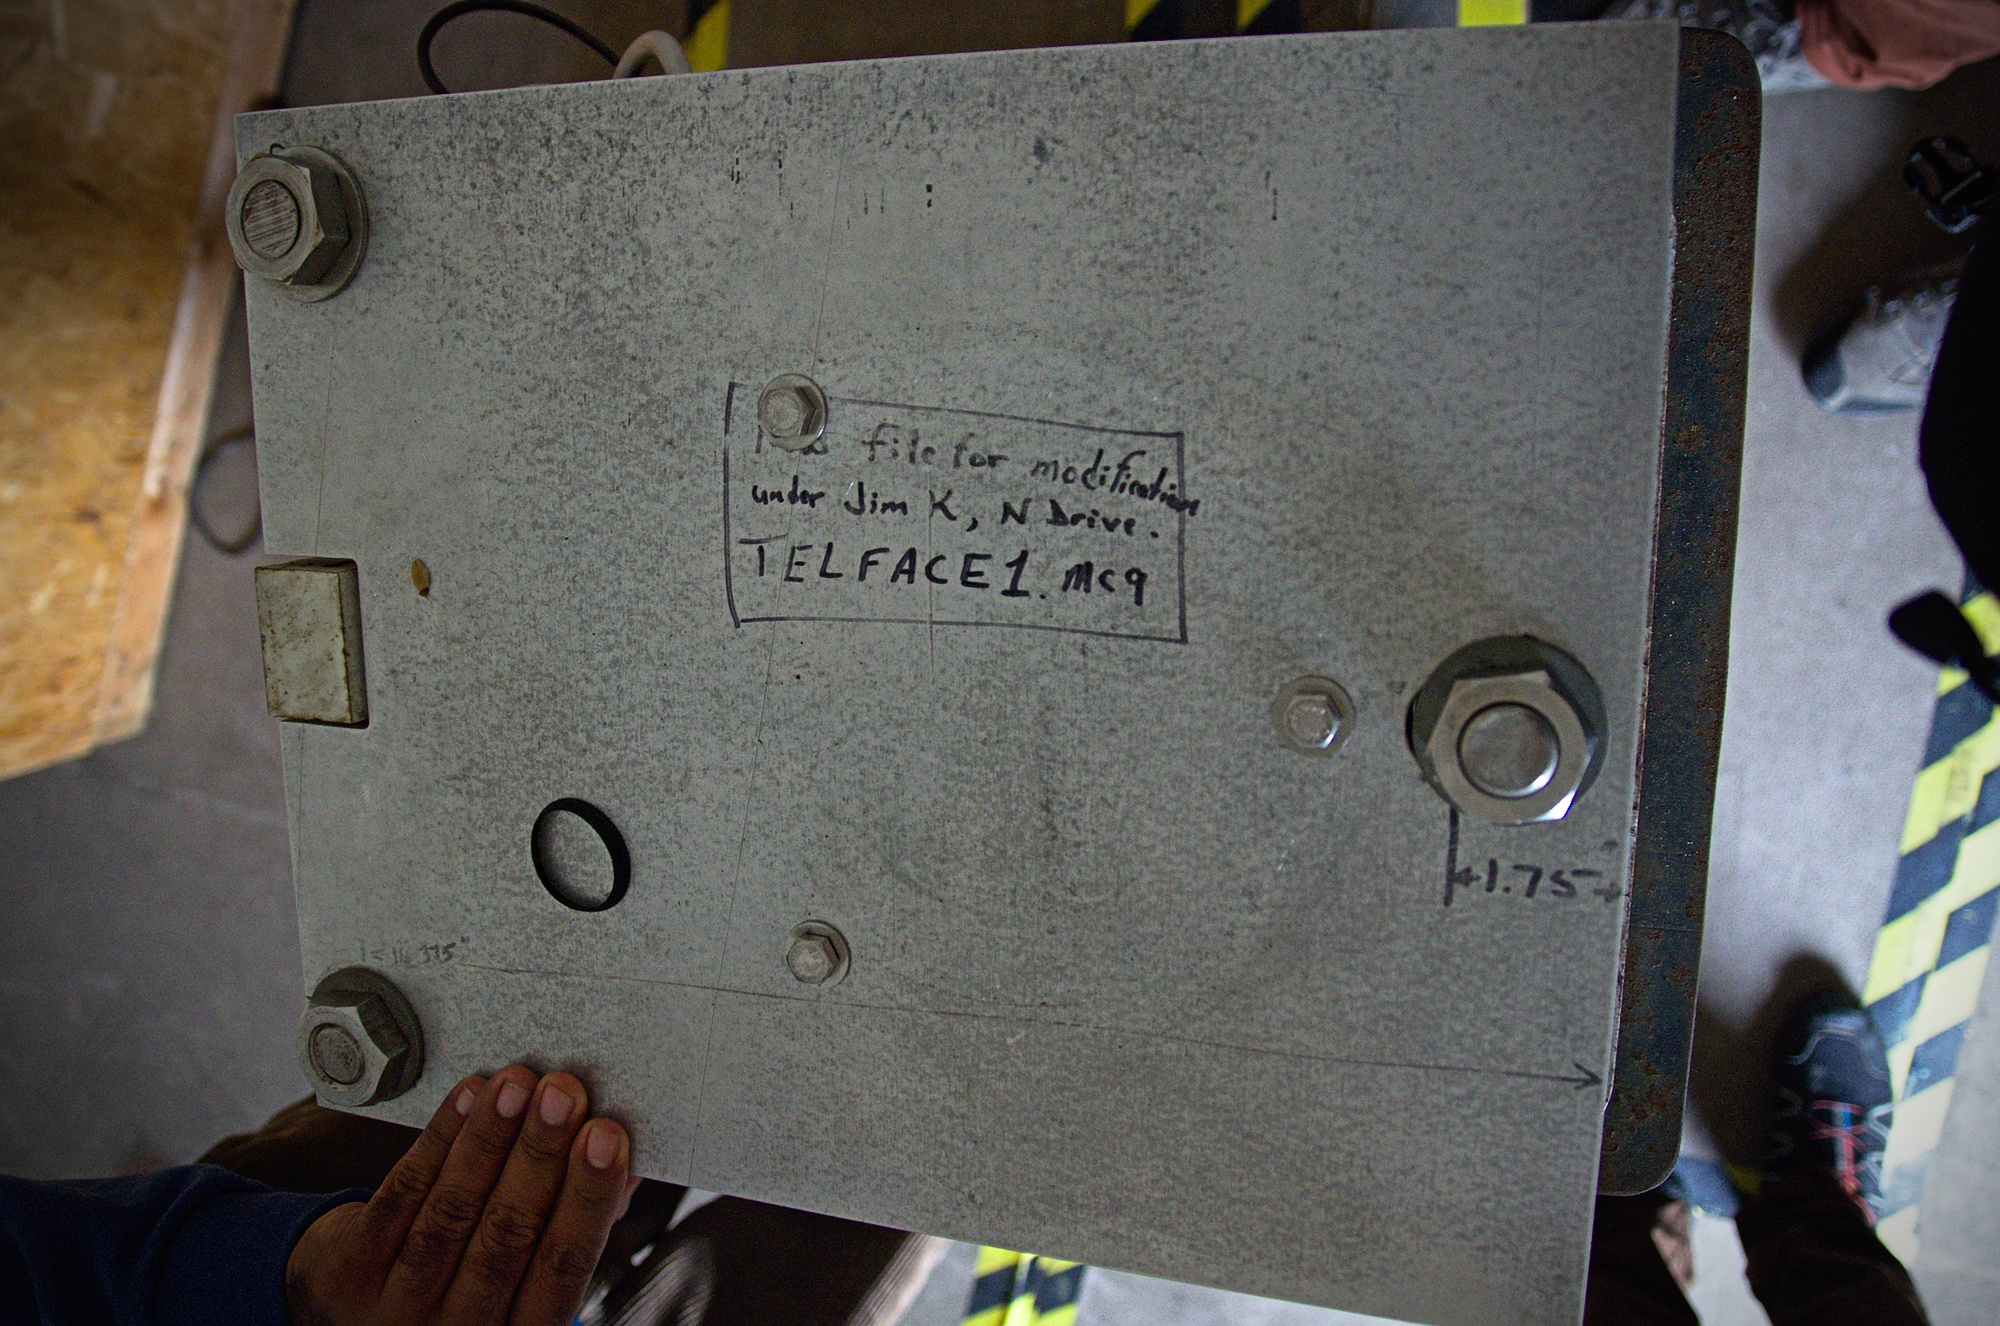 file for modification
under Jim K, N Drive.
TELFACE1.mcq
1.75"